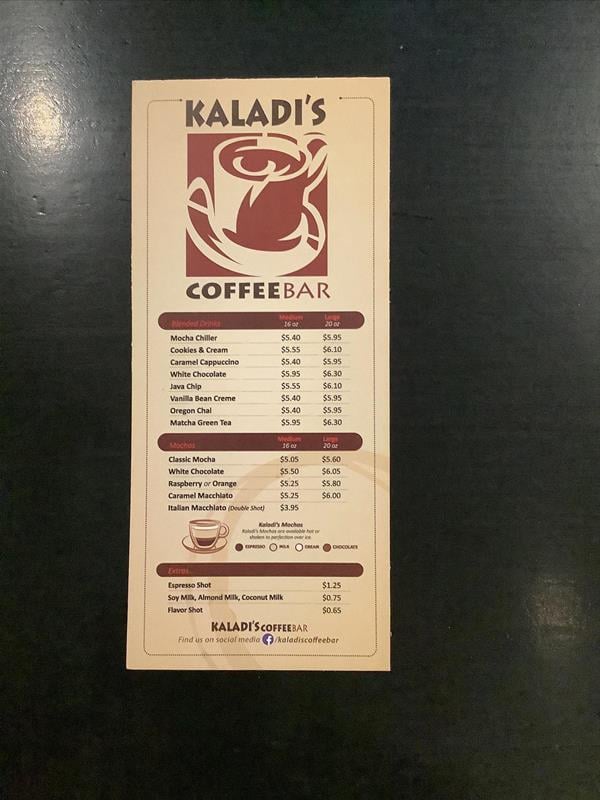 KALADI'S
COFFEEBAR
Blended Drinks Medium 16 oz Large 20 oz
Mocha Chiller $5.40 $5.95
Cookies & Cream $5.55 $6.10
Caramel Cappuccino $5.40 $5.95
White Chocolate $5.95 $6.30
Java Chip $5.55 $6.10
Vanilla Bean Creme $5.40 $5.95
Oregon Chai $5.40 $5.95
Matcha Green Tea $5.95 $6.30
Mochas Medium 16 oz Large 20 oz
Classic Mocha $5.05 $5.60
White Chocolate $5.50 $6.05
Raspberry or Orange $5.25 $5.80
Caramel Macchiato $5.25 $6.00
Italian Macchiato (Double Shot) $3.95
Kaladi's Mochas
Kaladi's Mochas are available hot or
shaken to perfection over ice.
ESPRESSO MILK CREAM CHOCOLATE
Extras
Espresso Shot $1.25
Soy Milk, Almond Milk, Coconut Milk $0.75
Flavor Shot $0.65
KALADI'S COFFEEBAR
Find us on social media f/kaladiscoffeebar